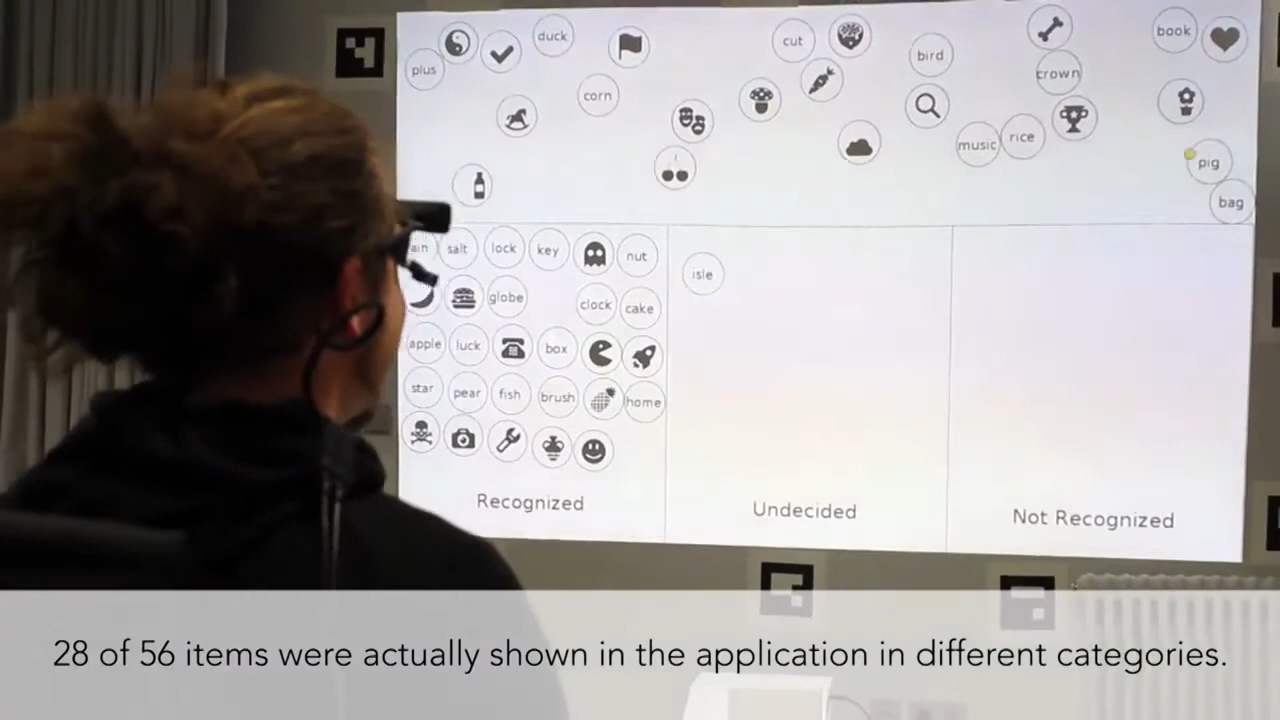 duck
book
plus
cut
bird
crown
corn
music
rice
pig
bag
salt
lock
key
nut
isle
globe
clock
cake
apple
luck
box
star
pear
fish
brush
home
Recognized
Undecided
Not Recognized
28 of 56 items were actually shown in the application in different categories.